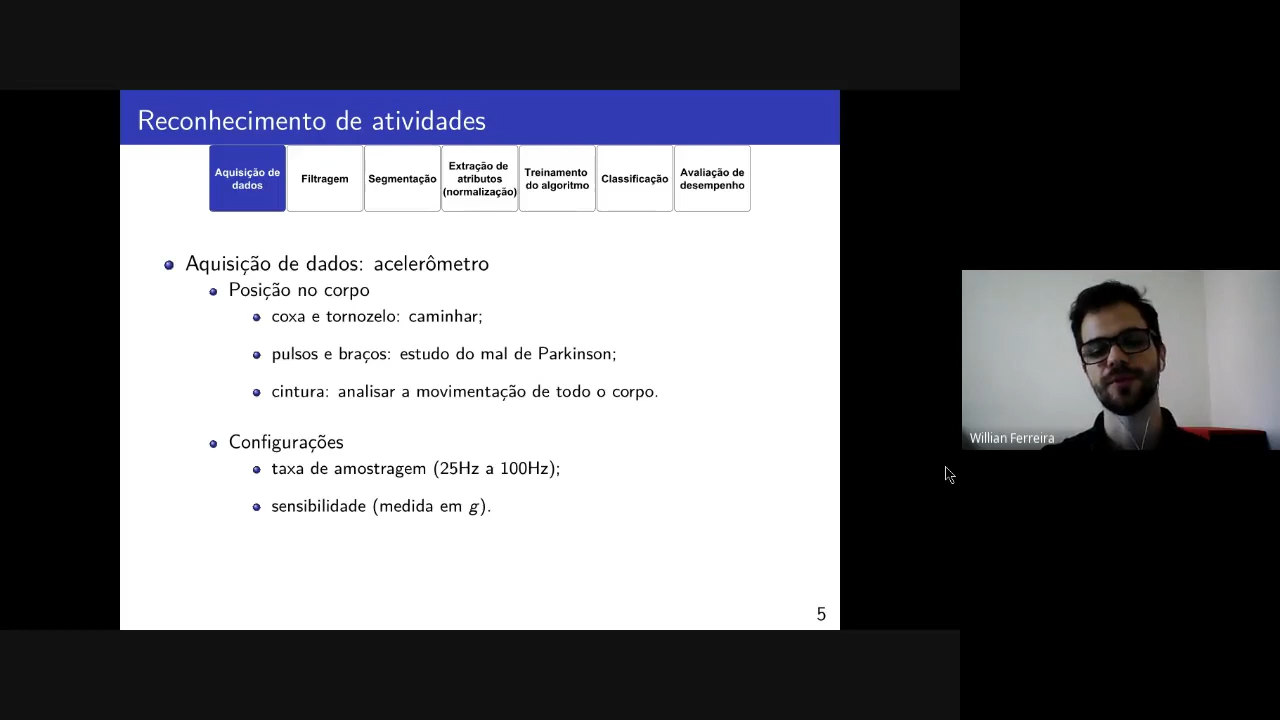 Reconhecimento de atividades
Aquisição de
dados
Filtragem
Segmentação
Extração de
atributos
(normalização)
Treinamento
do algoritmo
Classificação
Avaliação de
desempenho
Aquisição de dados: acelerômetro
Posição no corpo
coxa e tornozelo: caminhar;
pulsos e braços: estudo do mal de Parkinson;
cintura: analisar a movimentação de todo o corpo.
Configurações
taxa de amostragem (25Hz a 100Hz);
sensibilidade (medida em g).
5
Willian Ferreira